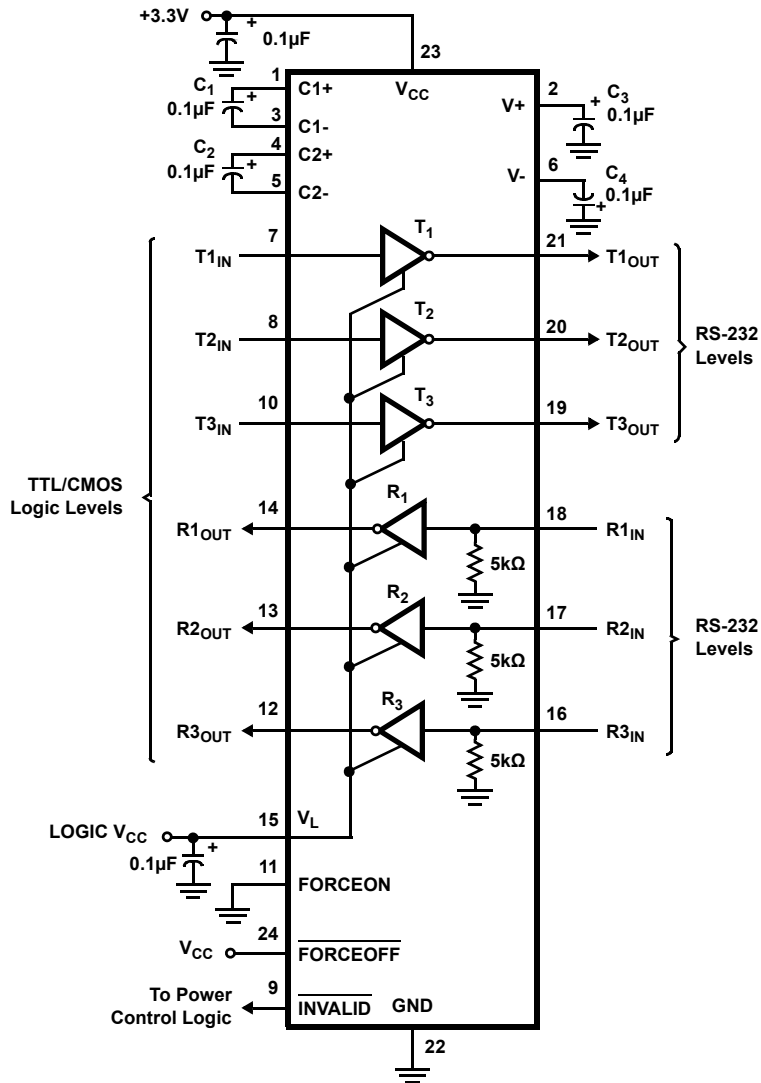 +3.3V
+
0.1µF
23
1
C1+
VCC
2
V+
+
C3
0.1µF
C1
0.1µF
+
3
C1-
4
C2+
C2
0.1µF
+
5
C2-
6
V-
C4
0.1µF
+
T1
7
T1IN
21
T1OUT
T2
8
T2IN
20
T2OUT
RS-232
Levels
T3
10
T3IN
19
T3OUT
TTL/CMOS
Logic Levels
R1
14
R1OUT
18
R1IN
5kΩ
R2
13
R2OUT
17
R2IN
5kΩ
RS-232
Levels
R3
12
R3OUT
16
R3IN
5kΩ
LOGIC VCC
15
VL
+
0.1µF
11
FORCEON
VCC
24
FORCEOFF
To Power
Control Logic
9
INVALID
GND
22